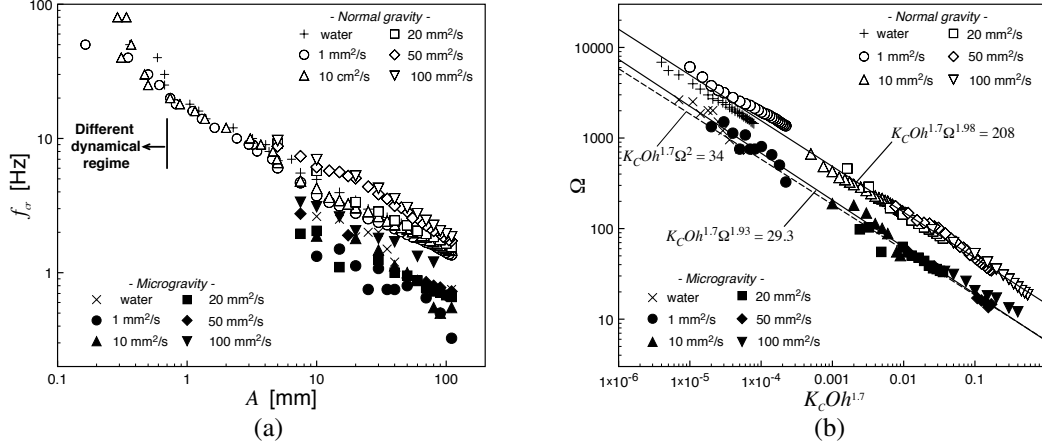 - Normal gravity -
+ water □ 20 mm²/s
○ 1 mm²/s ◇ 50 mm²/s
△ 10 cm²/s ▽ 100 mm²/s
Different
dynamical
regime
- Microgravity -
× water ■ 20 mm²/s
● 1 mm²/s ◆ 50 mm²/s
▲ 10 mm²/s ▼ 100 mm²/s
f_σ [Hz]
100
10
1
0.1 1 10 100
A [mm]
(a)
- Normal gravity -
+ water □ 20 mm²/s
○ 1 mm²/s ◇ 50 mm²/s
△ 10 mm²/s ▽ 100 mm²/s
K_C Oh^1.7 Ω^1.98 = 208
K_C Oh^1.7 Ω^2 = 34
K_C Oh^1.7 Ω^1.93 = 29.3
- Microgravity -
× water ■ 20 mm²/s
● 1 mm²/s ◆ 50 mm²/s
▲ 10 mm²/s ▼ 100 mm²/s
Ω
10000
1000
100
10
1×10^-6 1×10^-5 1×10^-4 0.001 0.01 0.1
K_C Oh^1.7
(b)